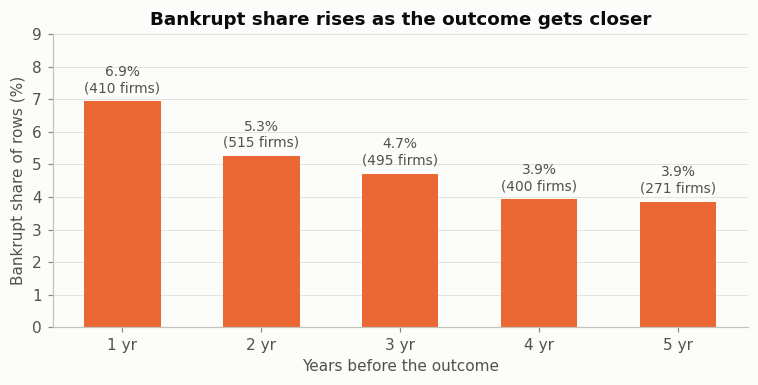 Bankrupt share rises as the outcome gets closer
Bankrupt share of rows (%)
9
8
7
6
5
4
3
2
1
0
6.9%
(410 firms)
5.3%
(515 firms)
4.7%
(495 firms)
3.9%
(400 firms)
3.9%
(271 firms)
1 yr
2 yr
3 yr
4 yr
5 yr
Years before the outcome